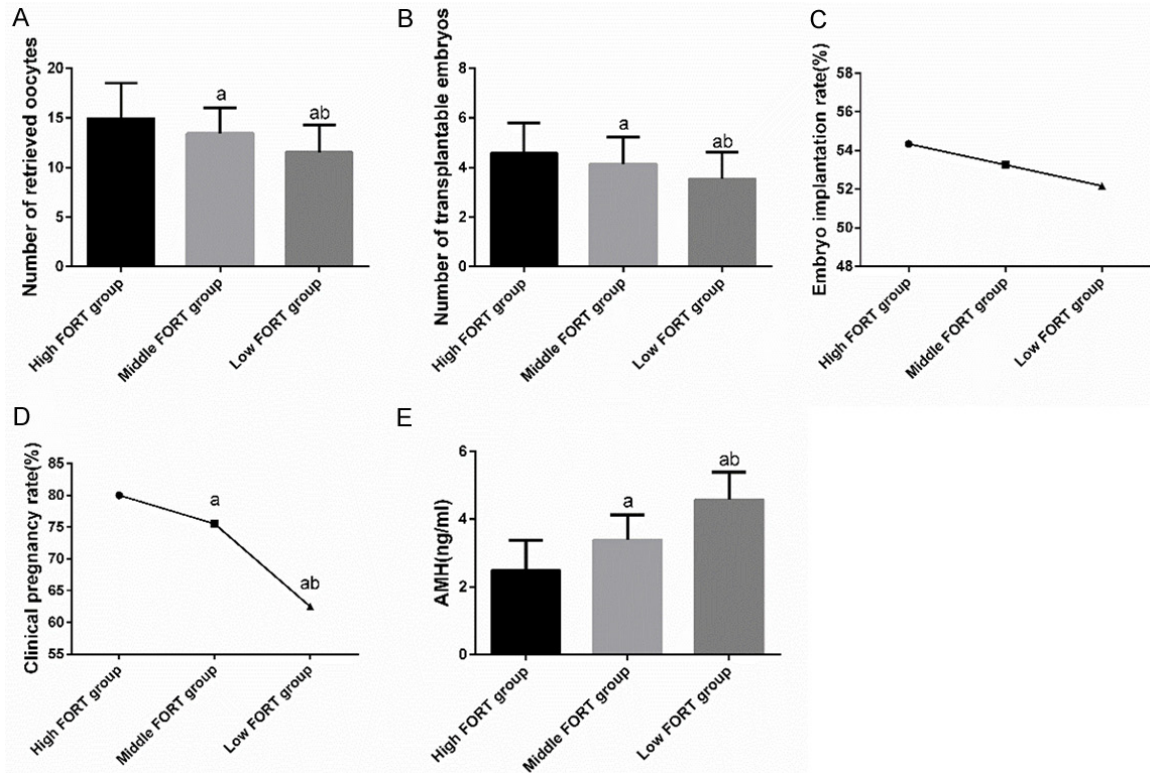 A
Number of retrieved oocytes
20
15
10
5
0
a
ab
High FORT group
Middle FORT group
Low FORT group
B
Number of transplantable embryos
8
6
4
2
0
a
ab
High FORT group
Middle FORT group
Low FORT group
C
Embryo implantation rate(%)
58
56
54
52
50
48
High FORT group
Middle FORT group
Low FORT group
D
Clinical pregnancy rate(%)
85
80
75
70
65
60
55
a
ab
High FORT group
Middle FORT group
Low FORT group
E
AMH(ng/ml)
6
4
2
0
a
ab
High FORT group
Middle FORT group
Low FORT group